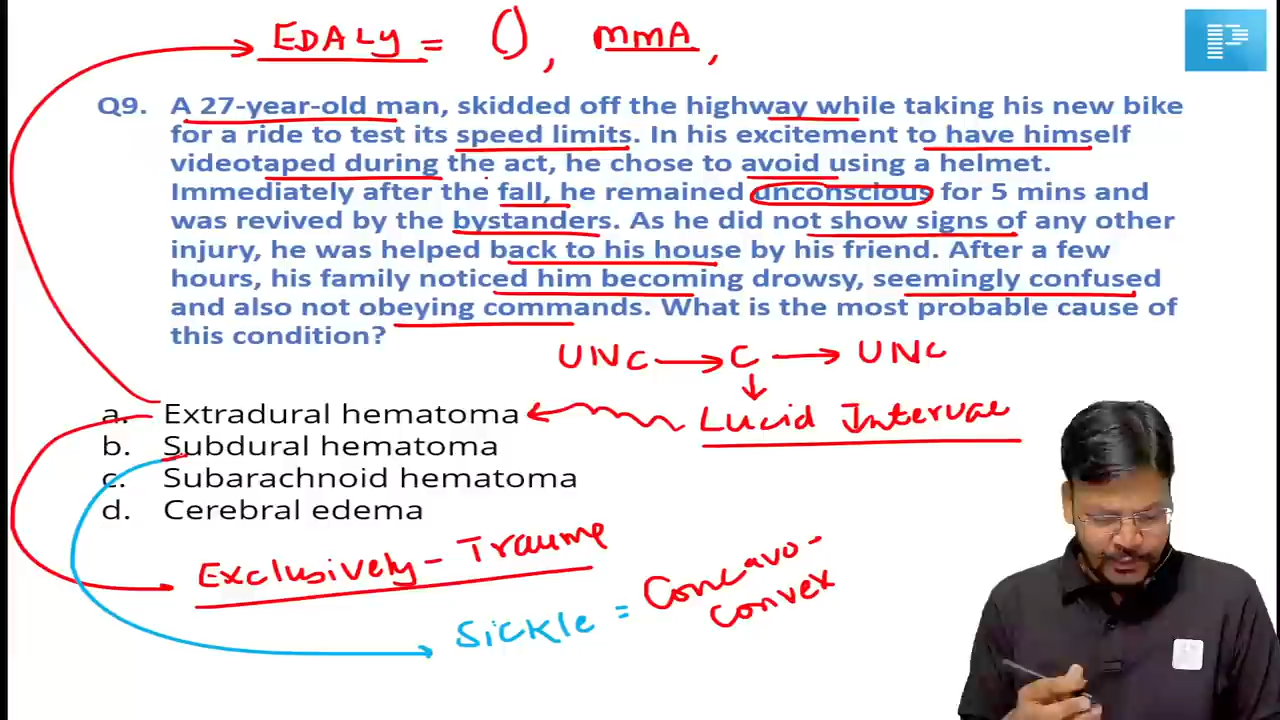 EDALY = () , MMA ,
Q9. A 27-year-old man, skidded off the highway while taking his new bike
for a ride to test its speed limits. In his excitement to have himself
videotaped during the act, he chose to avoid using a helmet.
Immediately after the fall, he remained unconscious for 5 mins and
was revived by the bystanders. As he did not show signs of any other
injury, he was helped back to his house by his friend. After a few
hours, his family noticed him becoming drowsy, seemingly confused
and also not obeying commands. What is the most probable cause of
this condition?
UNC → C → UNC
a. Extradural hematoma
Lucid Interval
b. Subdural hematoma
c. Subarachnoid hematoma
d. Cerebral edema
Exclusively - Trauma
Sickle = Concavo-
convex